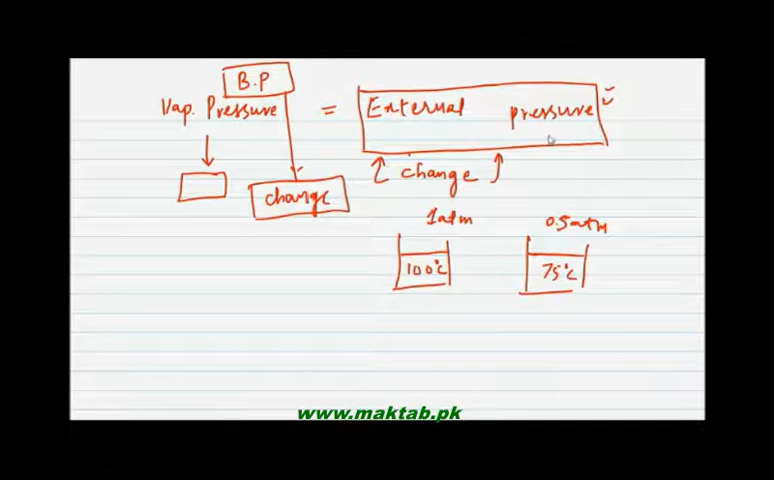 B.P
Vap. Pressure = External pressure
change change
1atm 0.5atm
100°C 75°C
www.maktab.pk